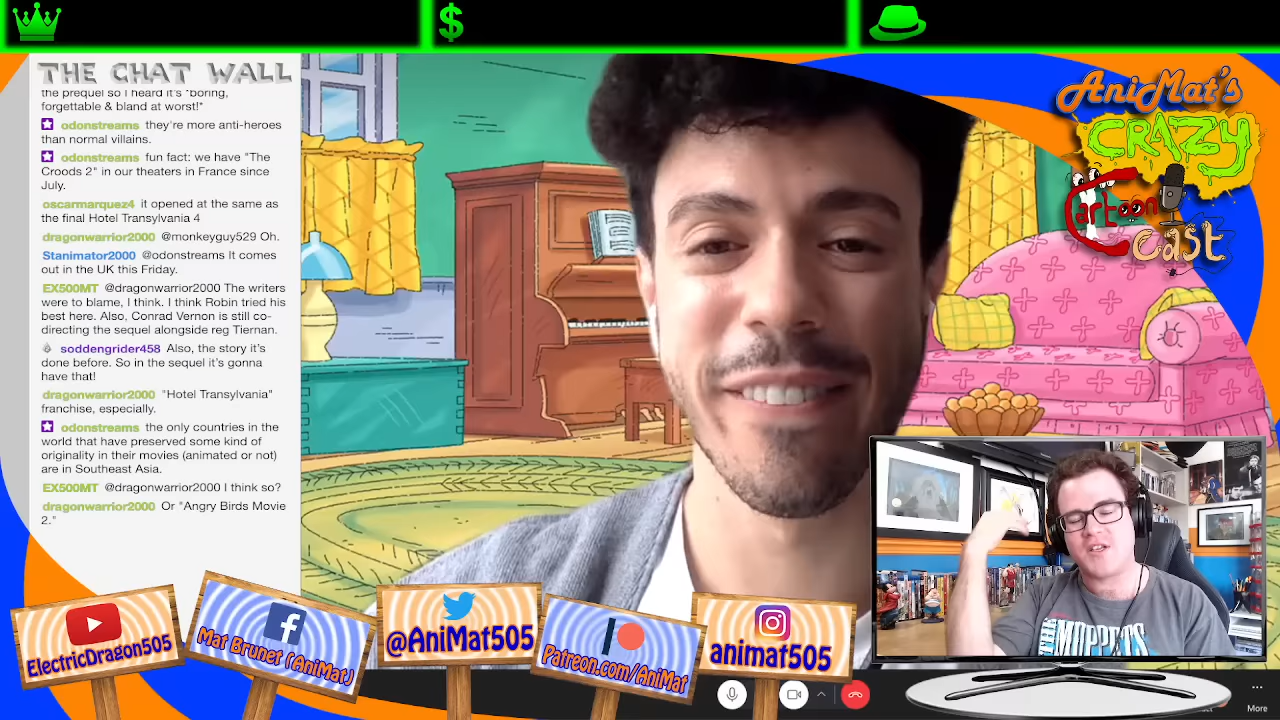 THE CHAT WALL
the prequel so I heard it's "boring,
forgettable & bland at worst!"
odonstreams they're more anti-heroes
than normal villains.
odonstreams fun fact: we have "The
Croods 2" in our theaters in France since
July.
oscarmarquez4 it opened at the same as
the final Hotel Transylvania 4
dragonwarrior2000 @monkeyguy529 Oh.
Stanimator2000 @odonstreams It comes
out in the UK this Friday.
EX500MT @dragonwarrior2000 The writers
were to blame, I think. I think Robin tried his
best here. Also, Conrad Vernon is still co-
directing the sequel alongside reg Tiernan.
soddengrider458 Also, the story it's
done before. So in the sequel it's gonna
have that!
dragonwarrior2000 "Hotel Transylvania"
franchise, especially.
odonstreams the only countries in the
world that have preserved some kind of
originality in their movies (animated or not)
are in Southeast Asia.
EX500MT @dragonwarrior2000 I think so?
dragonwarrior2000 Or "Angry Birds Movie
2."
$
AniMat's
CRAZY
Cartoon
Cast
MUPPETS
ElectricDragon505
Mat Brunet (AniMat)
@AniMat505
Patreon.com/AniMat
animat505
More